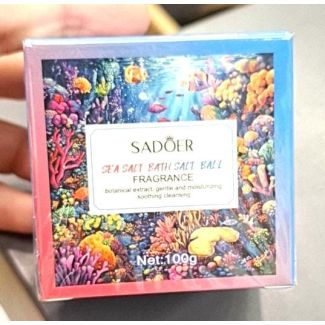 SADOER
SEA SALT BATH SALT BALL
FRAGRANCE
botanical extract, gentle and moisturizing
soothing cleansing
Net:100g